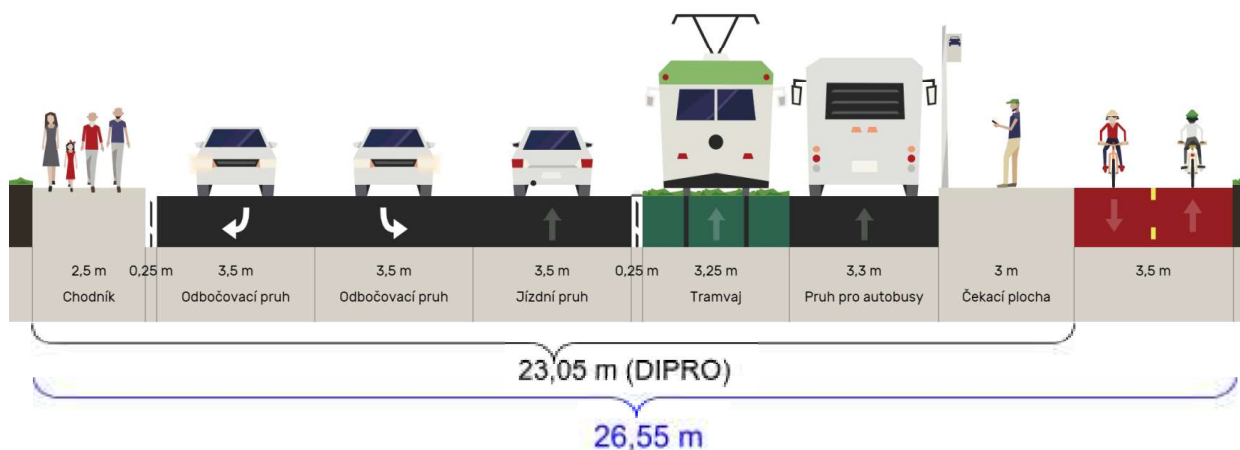 2,5 m 0,25 m 3,5 m 3,5 m 3,5 m 0,25 m 3,25 m 3,3 m 3 m 3,5 m
Chodník Odbočovací pruh Odbočovací pruh Jízdní pruh Tramvaj Pruh pro autobusy Čekací plocha
23,05 m (DIPRO)
26,55 m